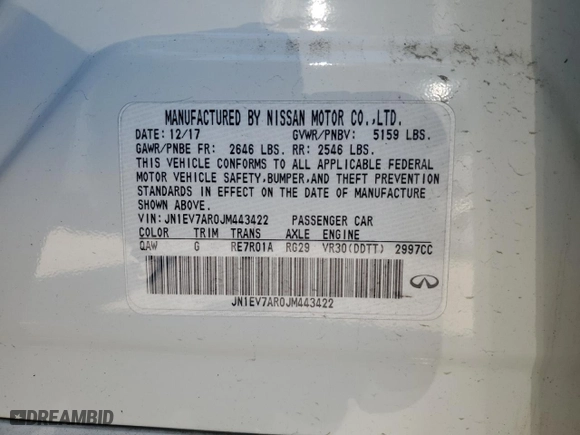 MANUFACTURED BY NISSAN MOTOR CO.,LTD.
DATE: 12/17 GVWR/PNBV: 5159 LBS.
GAWR/PNBE FR: 2646 LBS. RR: 2546 LBS.
THIS VEHICLE CONFORMS TO ALL APPLICABLE FEDERAL
MOTOR VEHICLE SAFETY,BUMPER,AND THEFT PREVENTION
STANDARDS IN EFFECT ON THE DATE OF MANUFACTURE
SHOWN ABOVE.
VIN:JN1EV7AR0JM443422 PASSENGER CAR
COLOR TRIM TRANS AXLE ENGINE
QAW G RE7R01A RG29 VR30(DDTT) 2997CC
JN1EV7AR0JM443422
DREAMBID